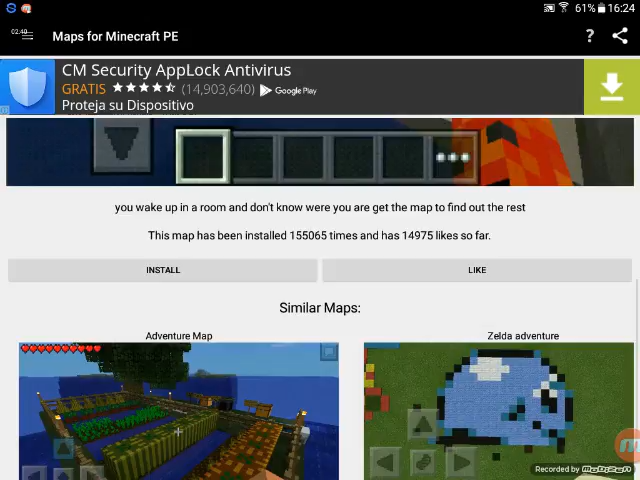 61% 16:24
02:40
Maps for Minecraft PE
?
CM Security AppLock Antivirus
GRATIS (14,903,640) Google Play
Proteja su Dispositivo
you wake up in a room and don't know were you are get the map to find out the rest
This map has been installed 155065 times and has 14975 likes so far.
INSTALL LIKE
Similar Maps:
Adventure Map Zelda adventure
Recorded by Mobizen